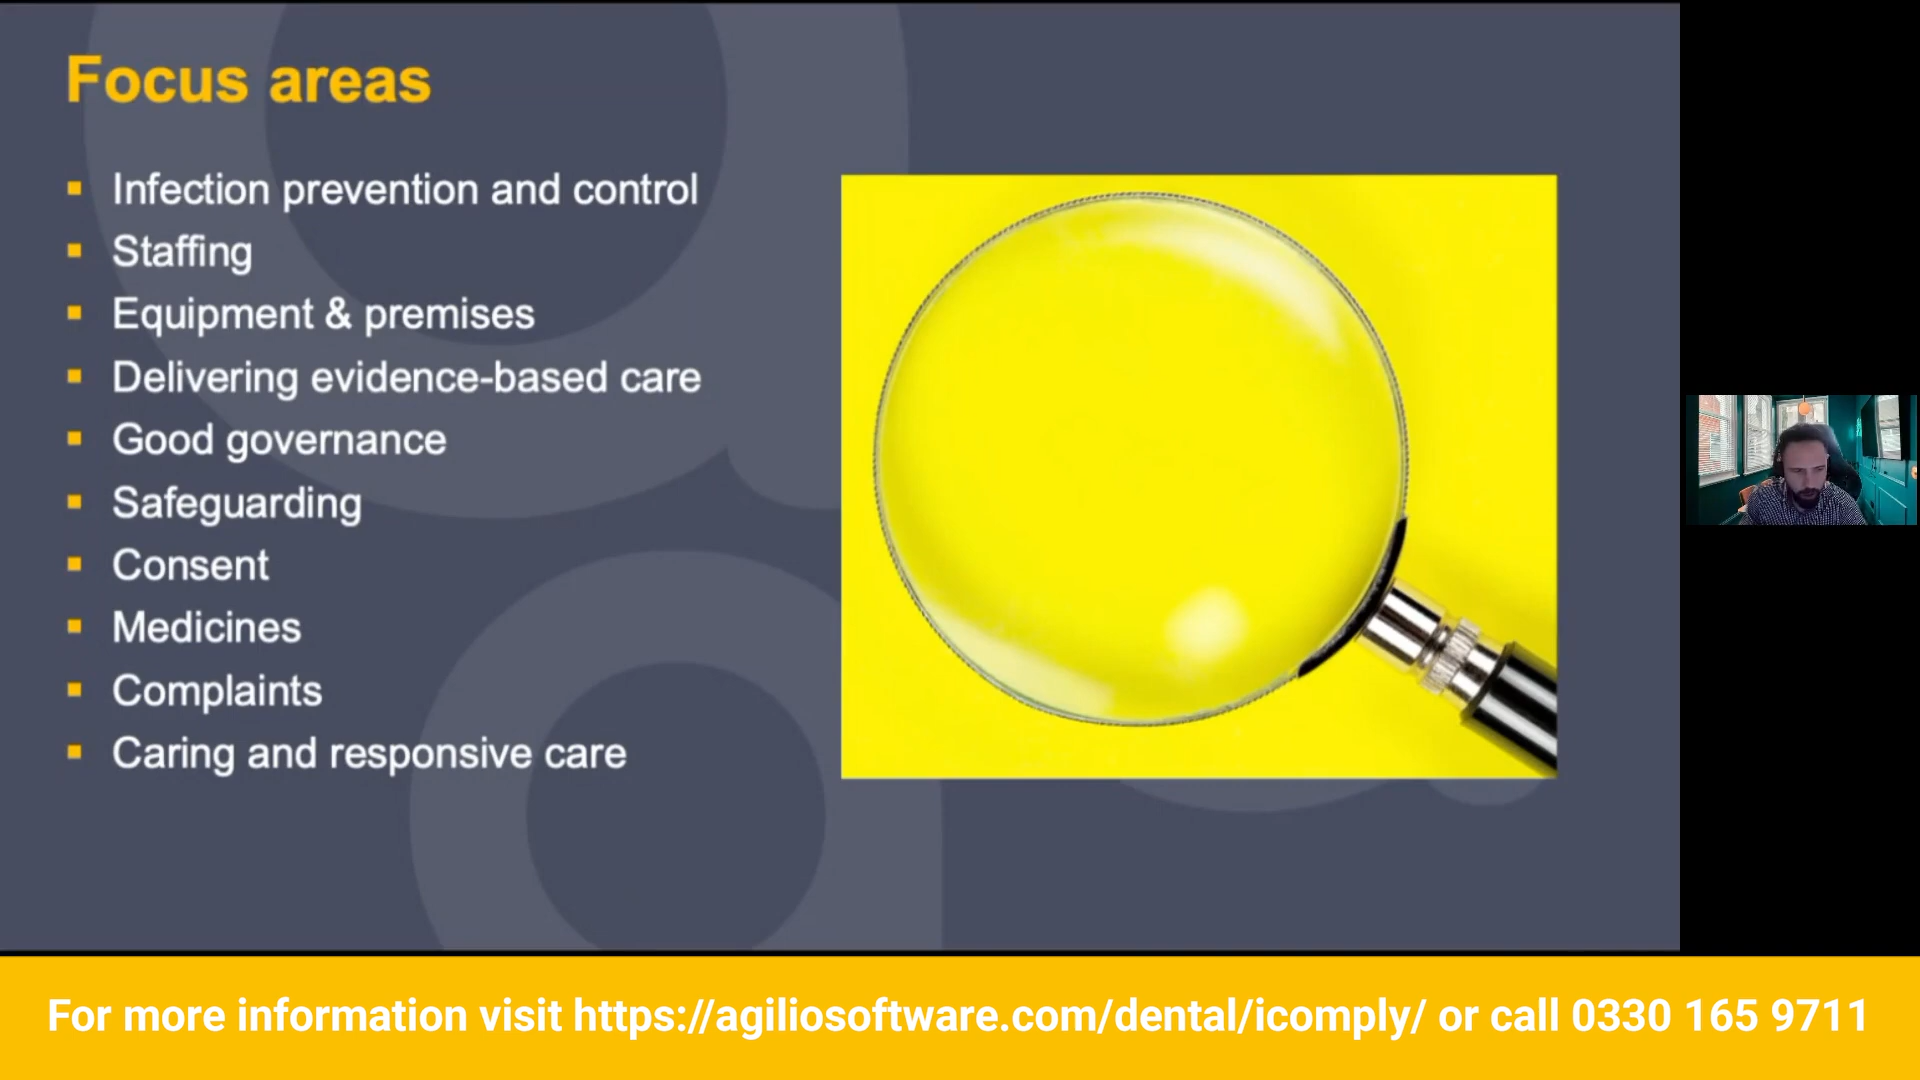 Focus areas
Infection prevention and control
Staffing
Equipment & premises
Delivering evidence-based care
Good governance
Safeguarding
Consent
Medicines
Complaints
Caring and responsive care
For more information visit https://agiliosoftware.com/dental/icomply/ or call 0330 165 9711